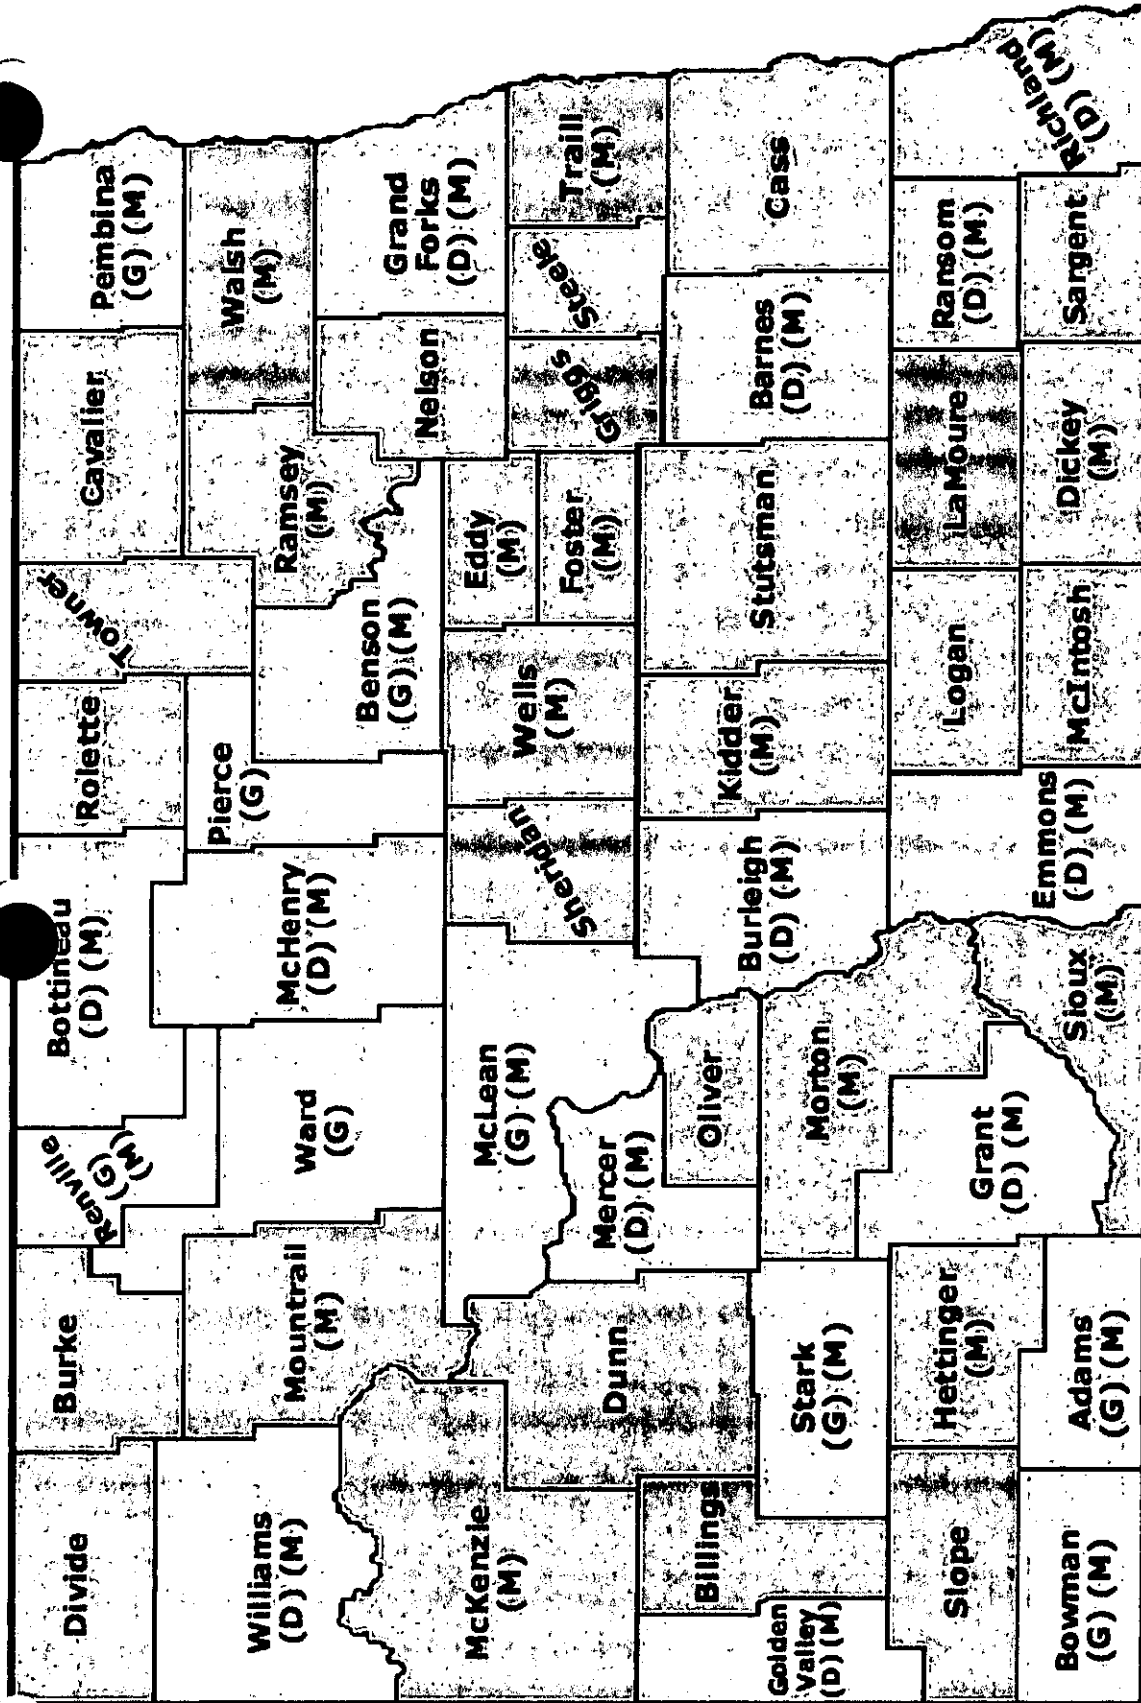 Divide
Burke
Renville
(G)
(M)
Bottineau
(D) (M)
Rolette
Towner
Cavalier
Pembina
(G) (M)
Williams
(D) (M)
Mountrail
(M)
Ward
(G)
McHenry
(D) (M)
Pierce
(G)
Benson
(G) (M)
Ramsey
(M)
Walsh
(M)
Nelson
Grand
Forks
(D) (M)
McKenzie
(M)
Dunn
McLean
(G) (M)
Mercer
(D) (M)
Oliver
Sheridan
Wells
(M)
Eddy
(M)
Foster
(M)
Griggs
Steele
Traill
(M)
Golden
Valley
(D) (M)
Billings
Stark
(G) (M)
Morton
(M)
Burleigh
(D) (M)
Kidder
(M)
Stutsman
Barnes
(D) (M)
Cass
Slope
Hettinger
(M)
Grant
(D) (M)
Sioux
(M)
Emmons
(D) (M)
Logan
LaMoure
Ransom
(D) (M)
Richland
(D) (M)
Bowman
(G) (M)
Adams
(G) (M)
McIntosh
Dickey
(M)
Sargent